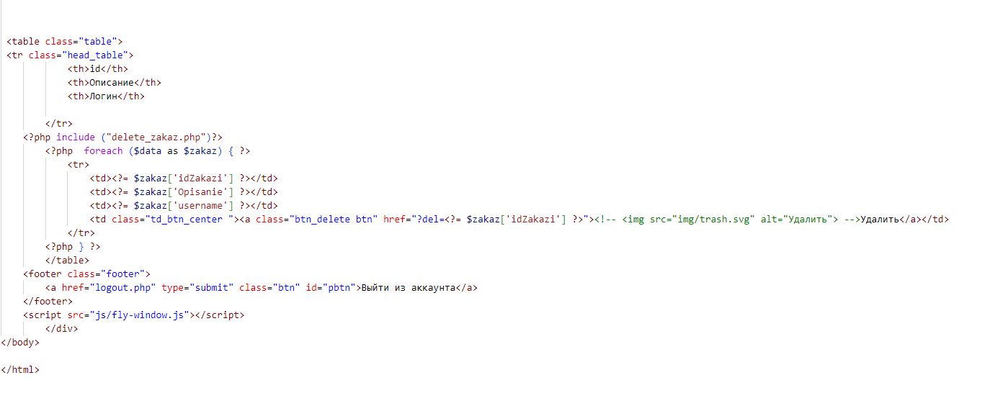 <table class="table">
<tr class="head_table">
<th>id</th>
<th>Описание</th>
<th>Логин</th>
</tr>
<?php include ("delete_zakaz.php")?>
<?php  foreach ($data as $zakaz) { ?>
<tr>
<td><?= $zakaz['idZakazi'] ?></td>
<td><?= $zakaz['Opisanie'] ?></td>
<td><?= $zakaz['username'] ?></td>
<td class="td_btn_center "><a class="btn_delete btn" href="?del=<?= $zakaz['idZakazi'] ?>"><!-- <img src="img/trash.svg" alt="Удалить"> -->Удалить</a></td>
</tr>
<?php } ?>
</table>
<footer class="footer">
<a href="logout.php" type="submit" class="btn" id="pbtn">Выйти из аккаунта</a>
</footer>
<script src="js/fly-window.js"></script>
</div>
</body>
</html>